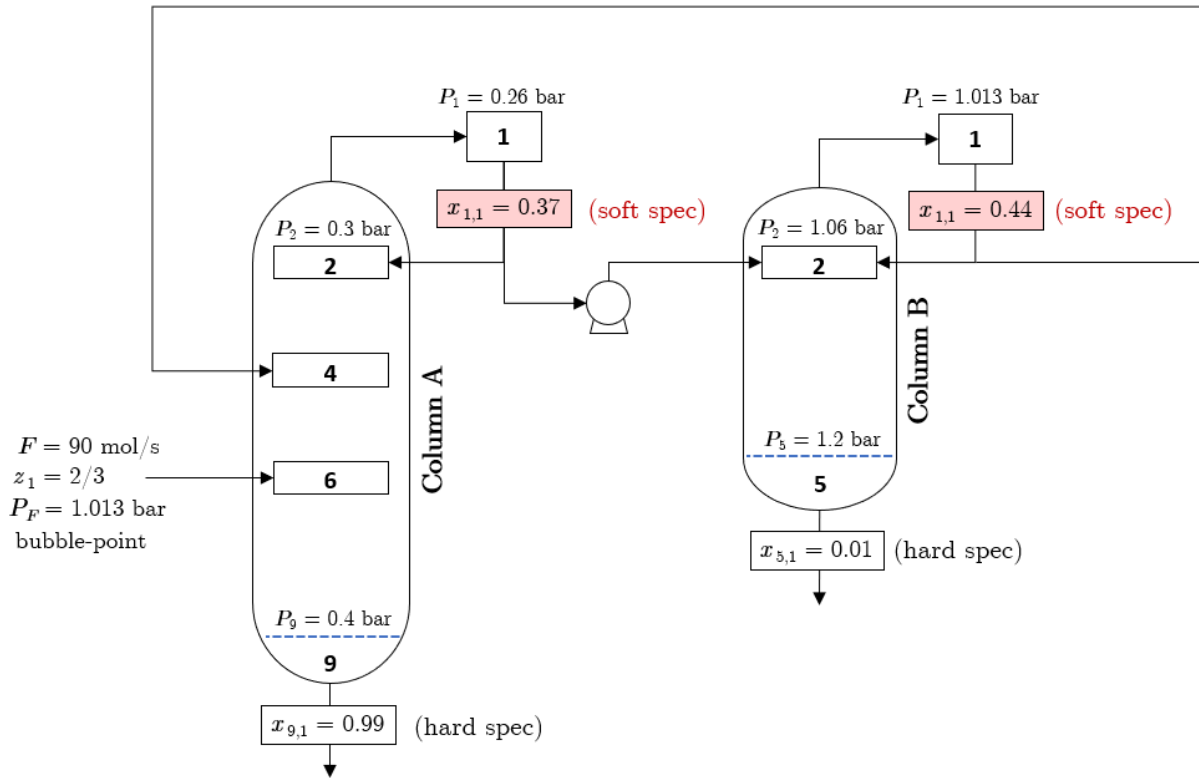 P₁ = 0.26 bar
P₁ = 1.013 bar
1
1
x₁,₁ = 0.37 (soft spec)
x₁,₁ = 0.44 (soft spec)
P₂ = 0.3 bar
P₂ = 1.06 bar
2
2
4
Column A
Column B
F = 90 mol/s
z₁ = 2/3
P_F = 1.013 bar
bubble-point
6
P₅ = 1.2 bar
5
x₅,₁ = 0.01 (hard spec)
P₉ = 0.4 bar
9
x₉,₁ = 0.99 (hard spec)